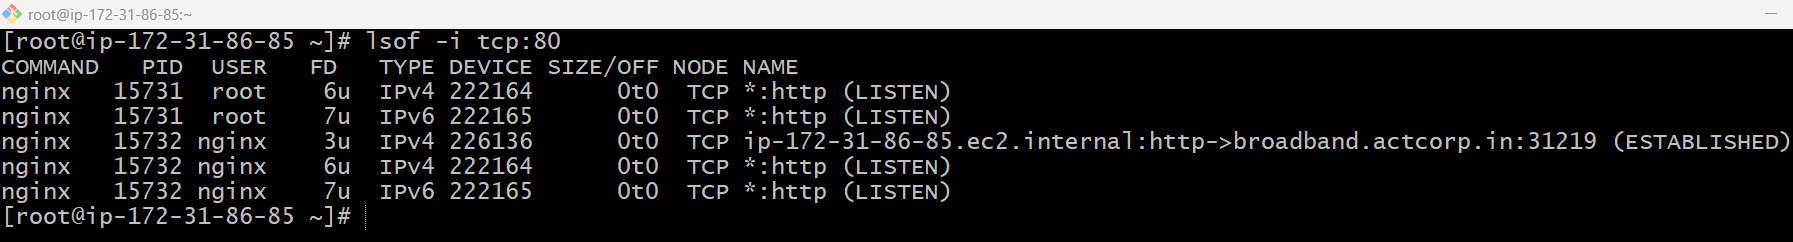 root@ip-172-31-86-85:~
[root@ip-172-31-86-85 ~]# lsof -i tcp:80
COMMAND   PID   USER   FD   TYPE DEVICE SIZE/OFF NODE NAME
nginx   15731  root    6u  IPv4 222164      0t0  TCP *:http (LISTEN)
nginx   15731  root    7u  IPv6 222165      0t0  TCP *:http (LISTEN)
nginx   15732 nginx    3u  IPv4 226136      0t0  TCP ip-172-31-86-85.ec2.internal:http->broadband.actcorp.in:31219 (ESTABLISHED)
nginx   15732 nginx    6u  IPv4 222164      0t0  TCP *:http (LISTEN)
nginx   15732 nginx    7u  IPv6 222165      0t0  TCP *:http (LISTEN)
[root@ip-172-31-86-85 ~]#